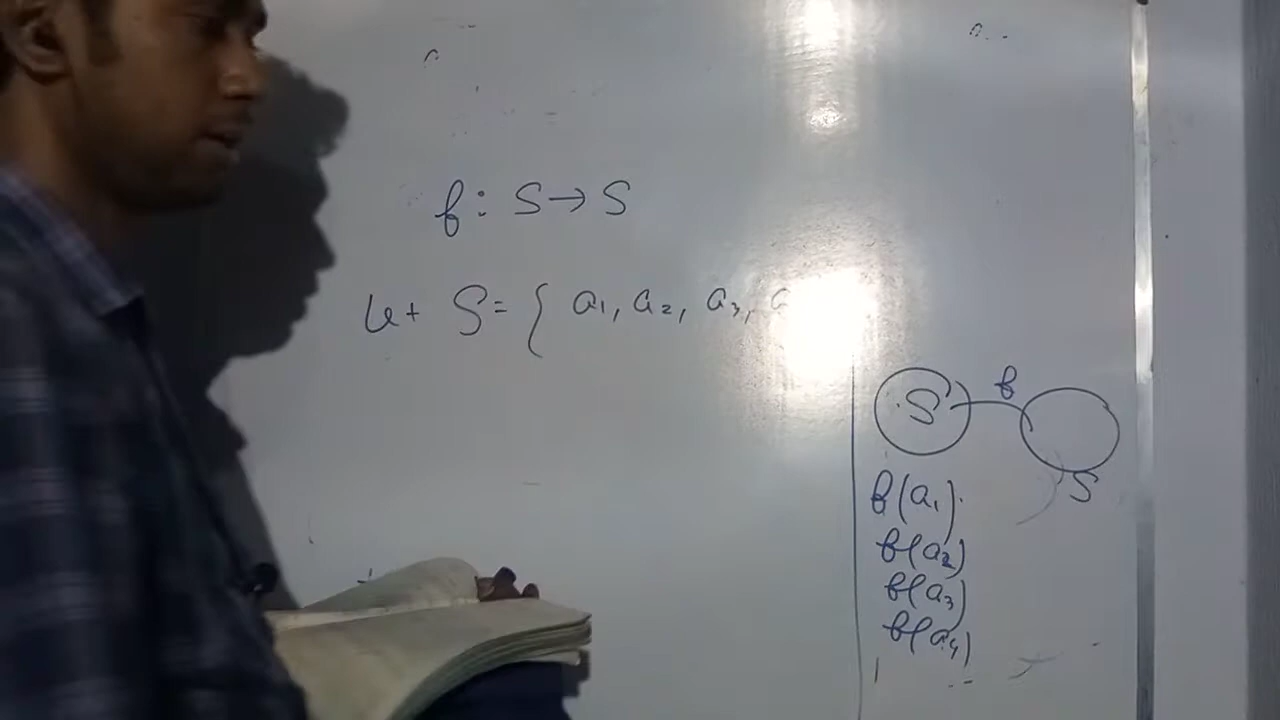 f: S → S
Let S = { a1, a2, a3, a
S f
S
f(a1)
f(a2)
f(a3)
f(a4)